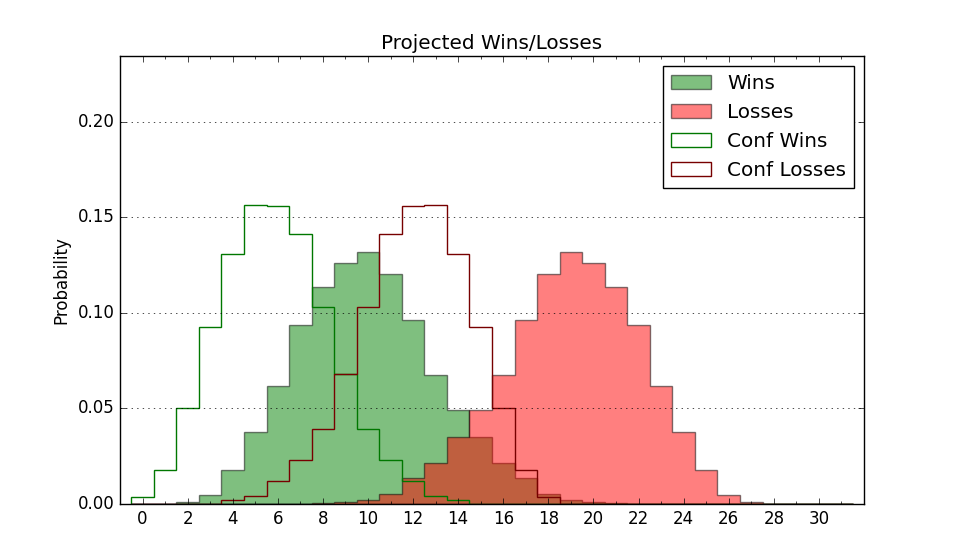 Projected Wins/Losses
Wins
Losses
Conf Wins
Conf Losses
Probability
0.20
0.15
0.10
0.05
0.00
0 2 4 6 8 10 12 14 16 18 20 22 24 26 28 30